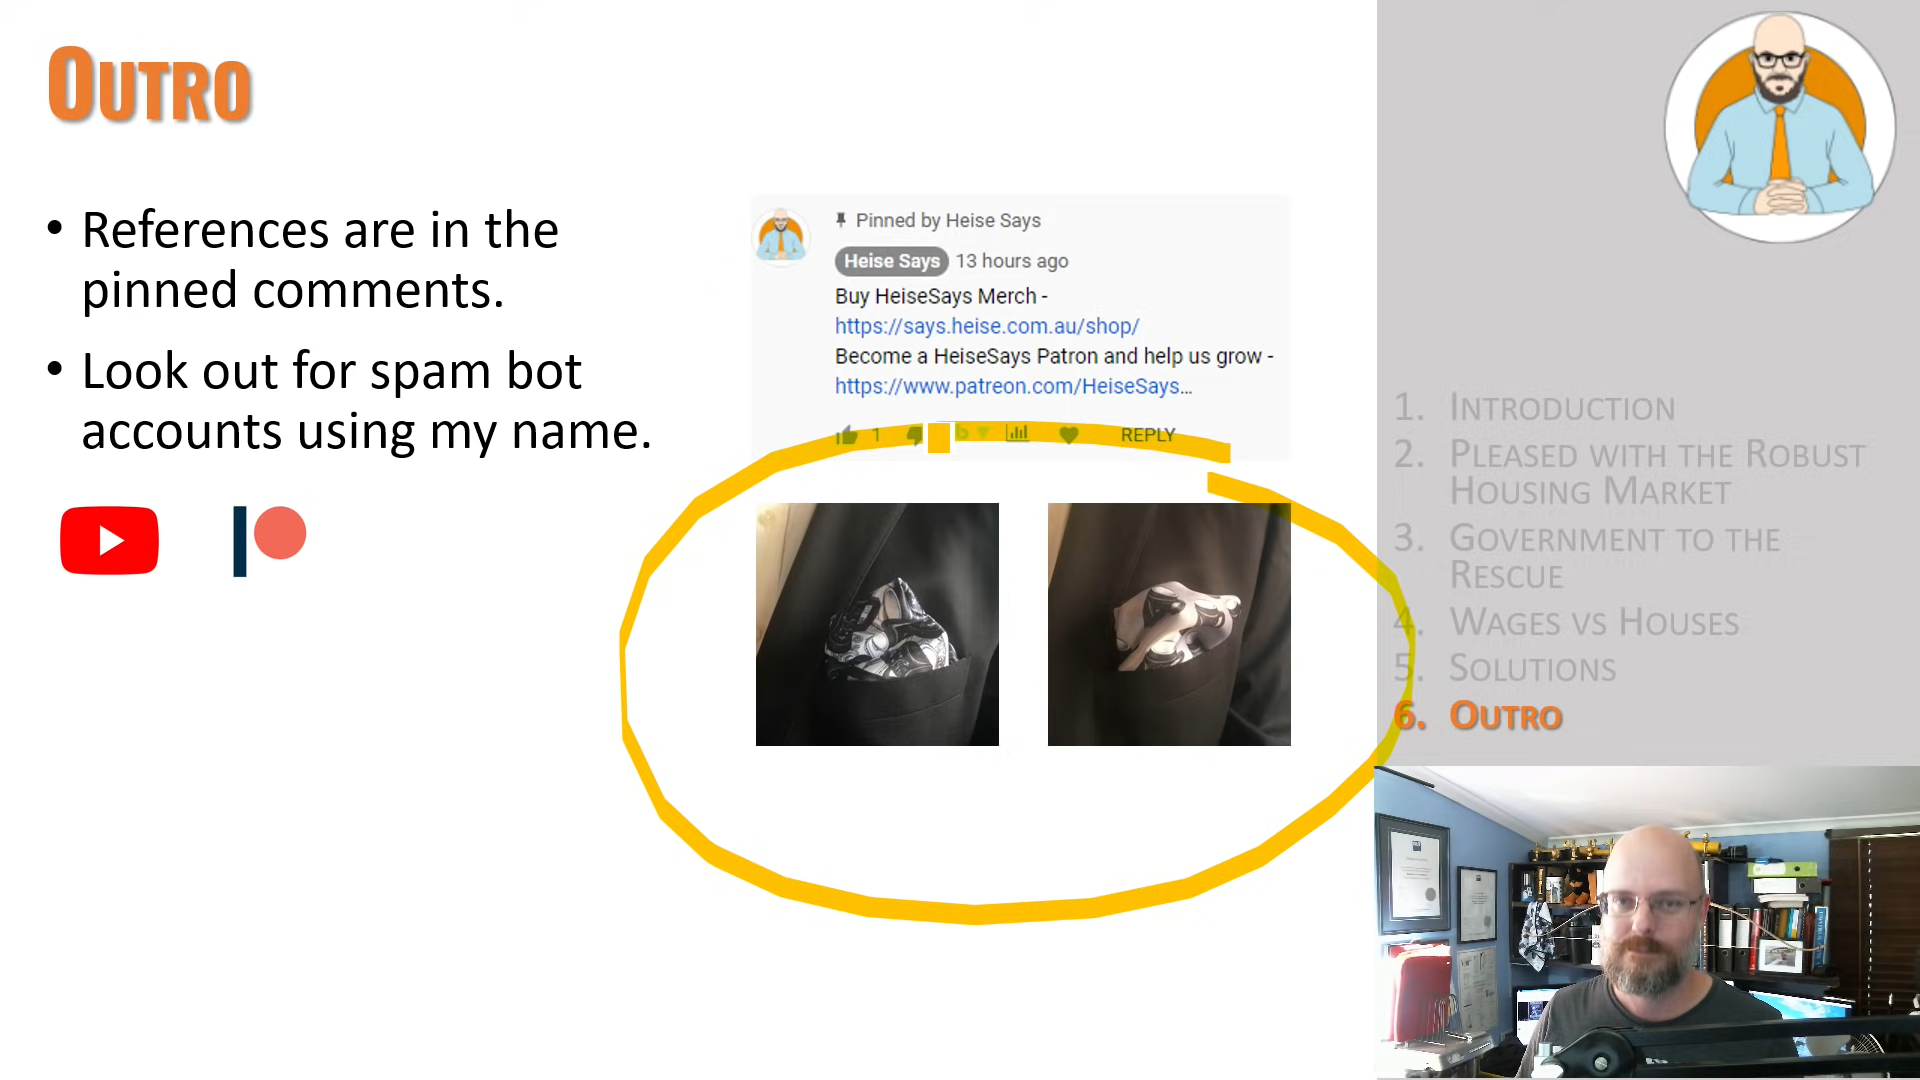 OUTRO
• References are in the
pinned comments.
• Look out for spam bot
accounts using my name.
Pinned by Heise Says
Heise Says 13 hours ago
Buy HeiseSays Merch -
https://says.heise.com.au/shop/
Become a HeiseSays Patron and help us grow -
https://www.patreon.com/HeiseSays...
1 REPLY
1. INTRODUCTION
2. PLEASED WITH THE ROBUST
HOUSING MARKET
3. GOVERNMENT TO THE
RESCUE
4. WAGES VS HOUSES
5. SOLUTIONS
6. OUTRO